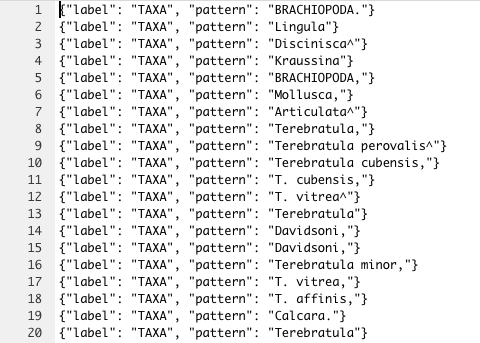 1 {"label": "TAXA", "pattern": "BRACHIOPODA."}
2 {"label": "TAXA", "pattern": "Lingula"}
3 {"label": "TAXA", "pattern": "Discinisca^"}
4 {"label": "TAXA", "pattern": "Kraussina"}
5 {"label": "TAXA", "pattern": "BRACHIOPODA,"}
6 {"label": "TAXA", "pattern": "Mollusca,"}
7 {"label": "TAXA", "pattern": "Articulata^"}
8 {"label": "TAXA", "pattern": "Terebratula,"}
9 {"label": "TAXA", "pattern": "Terebratula perovalis^"}
10 {"label": "TAXA", "pattern": "Terebratula cubensis,"}
11 {"label": "TAXA", "pattern": "T. cubensis,"}
12 {"label": "TAXA", "pattern": "T. vitrea^"}
13 {"label": "TAXA", "pattern": "Terebratula"}
14 {"label": "TAXA", "pattern": "Davidsoni,"}
15 {"label": "TAXA", "pattern": "Davidsoni,"}
16 {"label": "TAXA", "pattern": "Terebratula minor,"}
17 {"label": "TAXA", "pattern": "T. vitrea,"}
18 {"label": "TAXA", "pattern": "T. affinis,"}
19 {"label": "TAXA", "pattern": "Calcara."}
20 {"label": "TAXA", "pattern": "Terebratula"}